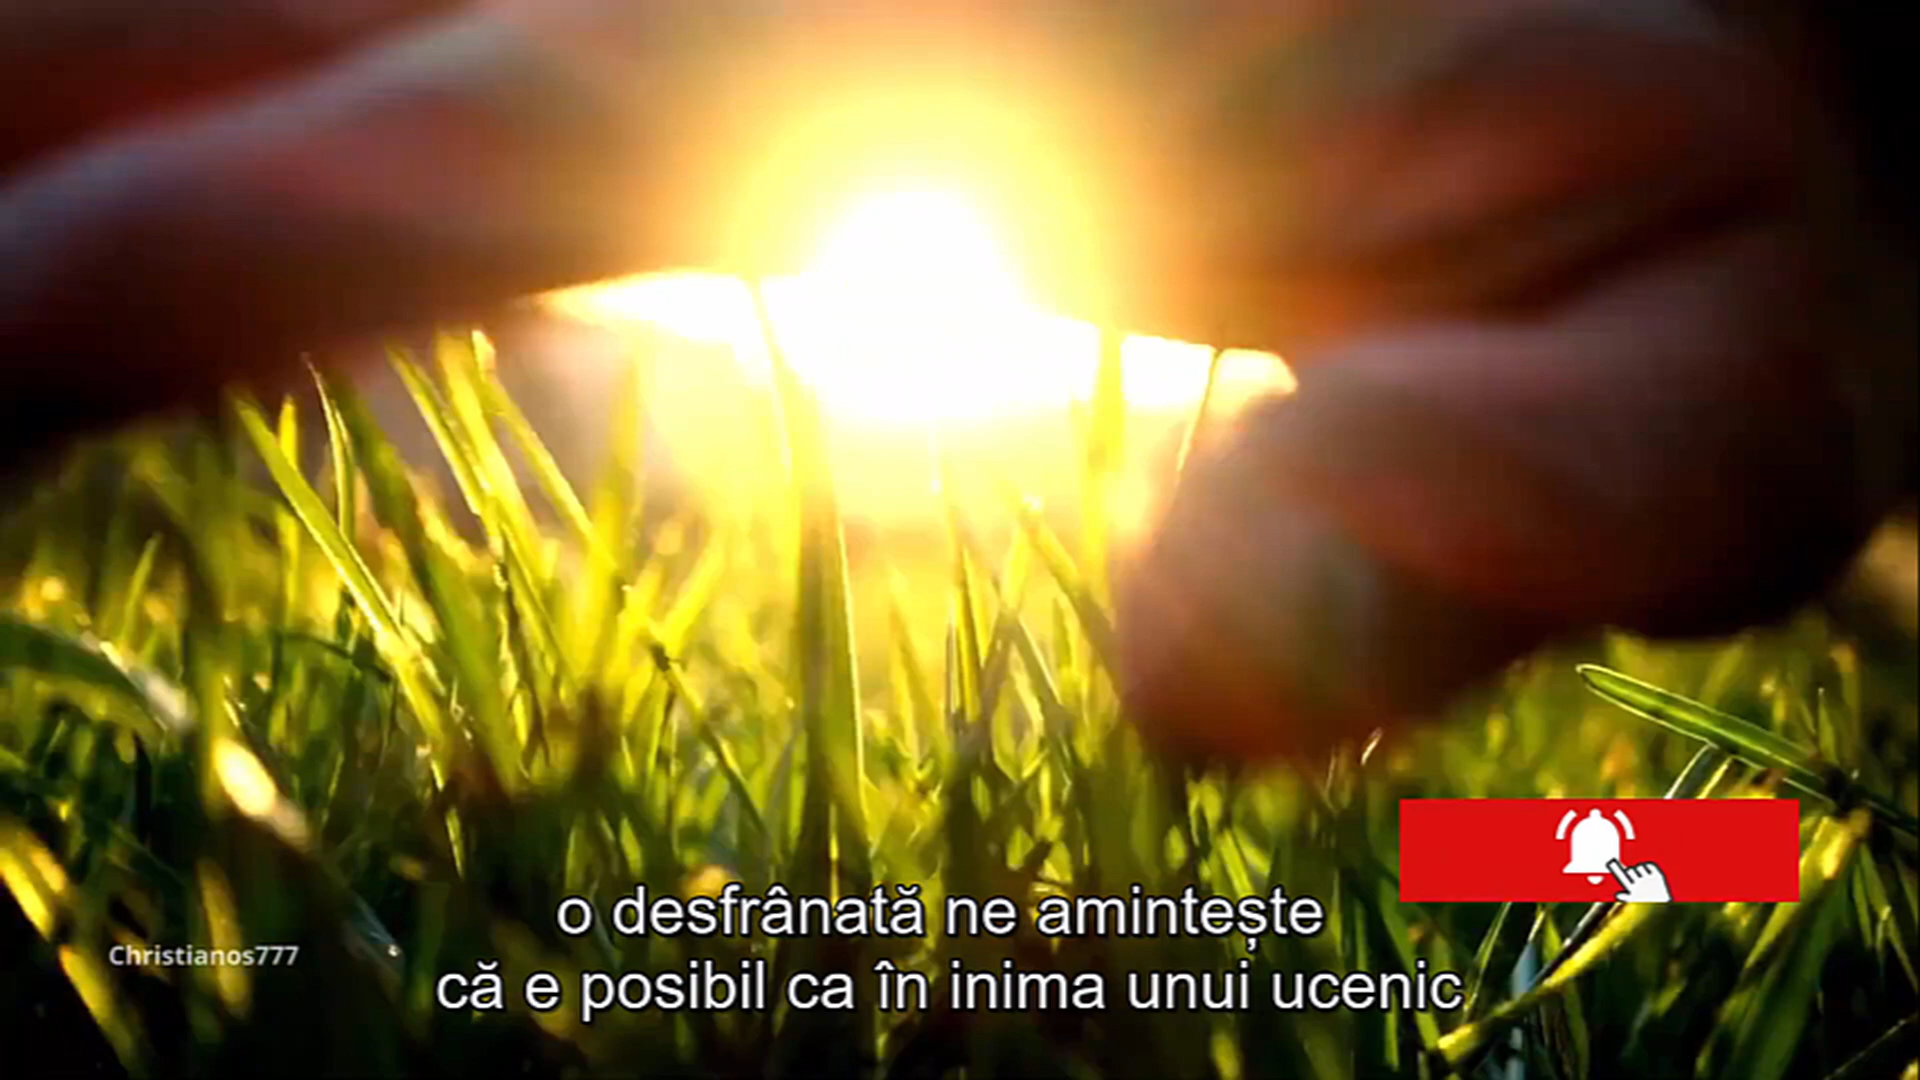 o desfrânată ne amintește
că e posibil ca în inima unui ucenic
Christianos777